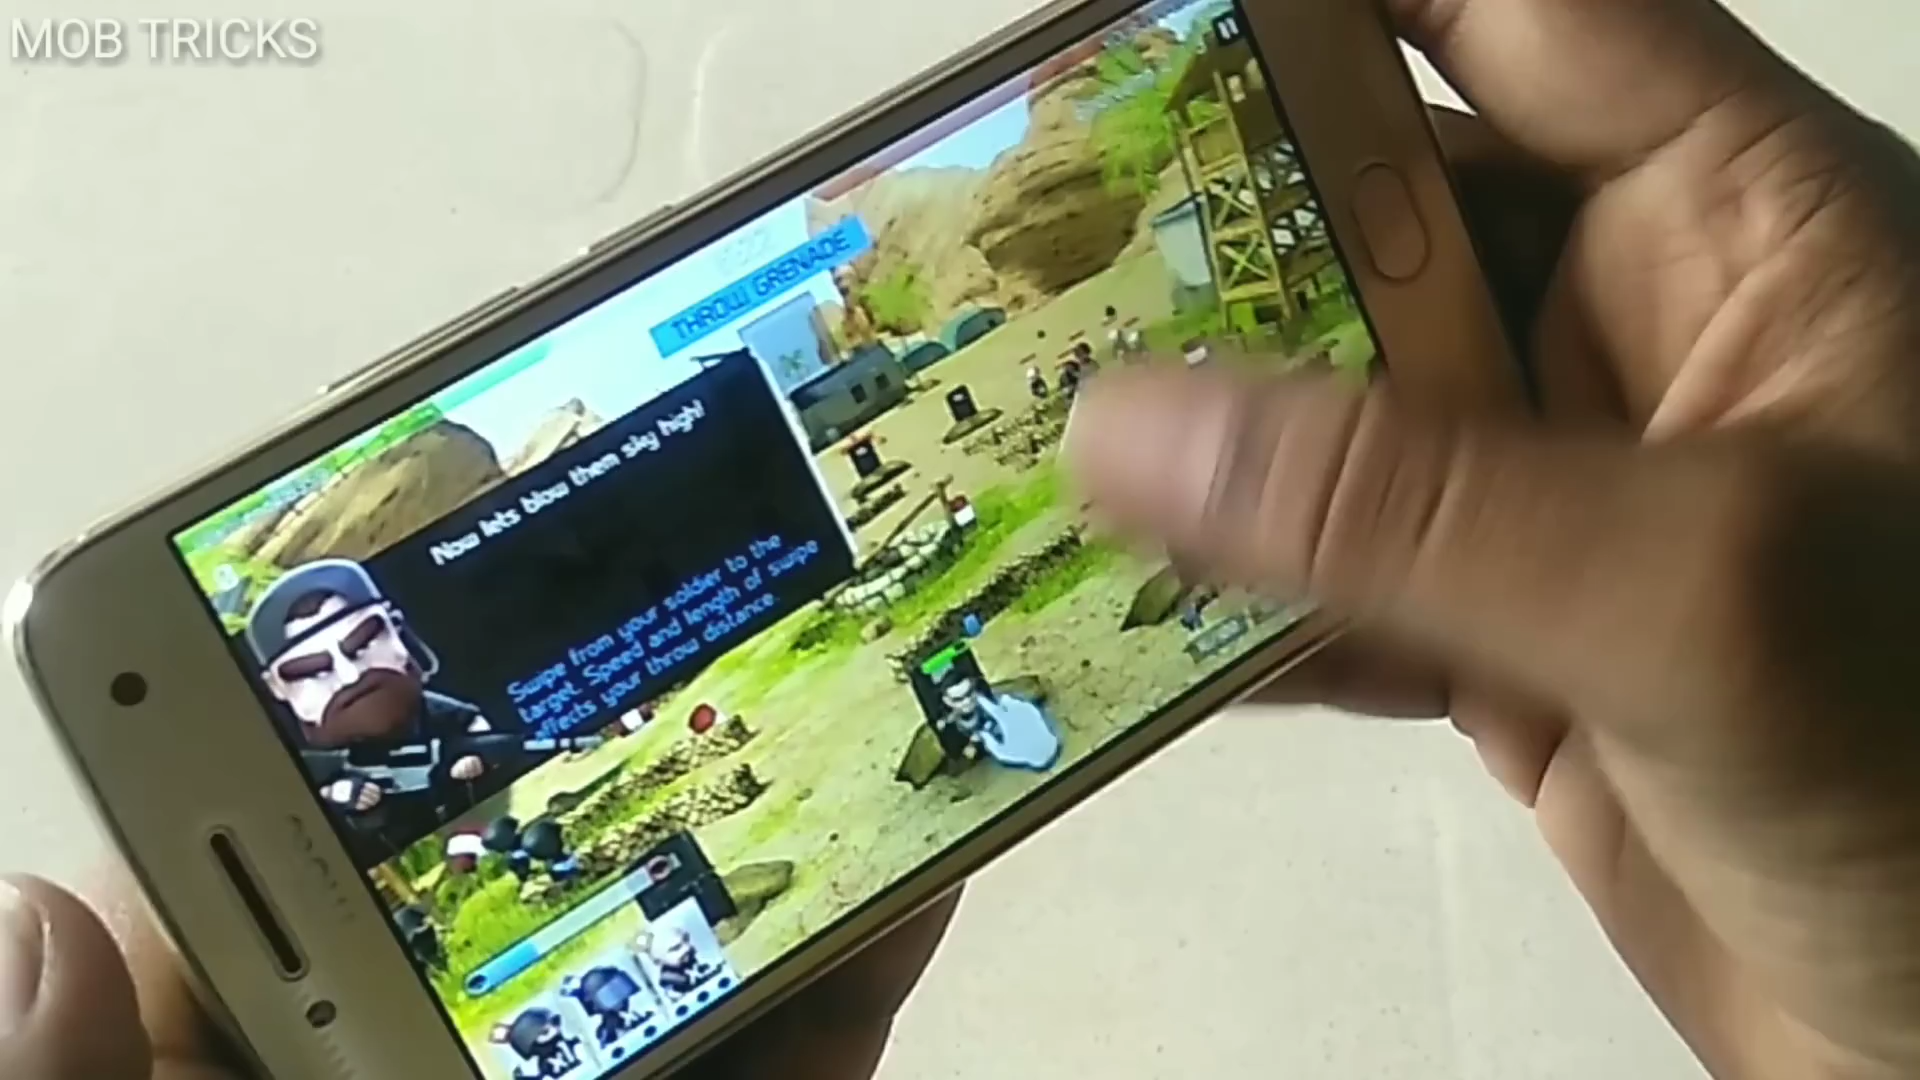 MOB TRICKS
THROW GRENADE
Now lets blow them sky high!
Swipe from your soldier to the
target. Speed and length of swipe
affects your throw distance.
x1